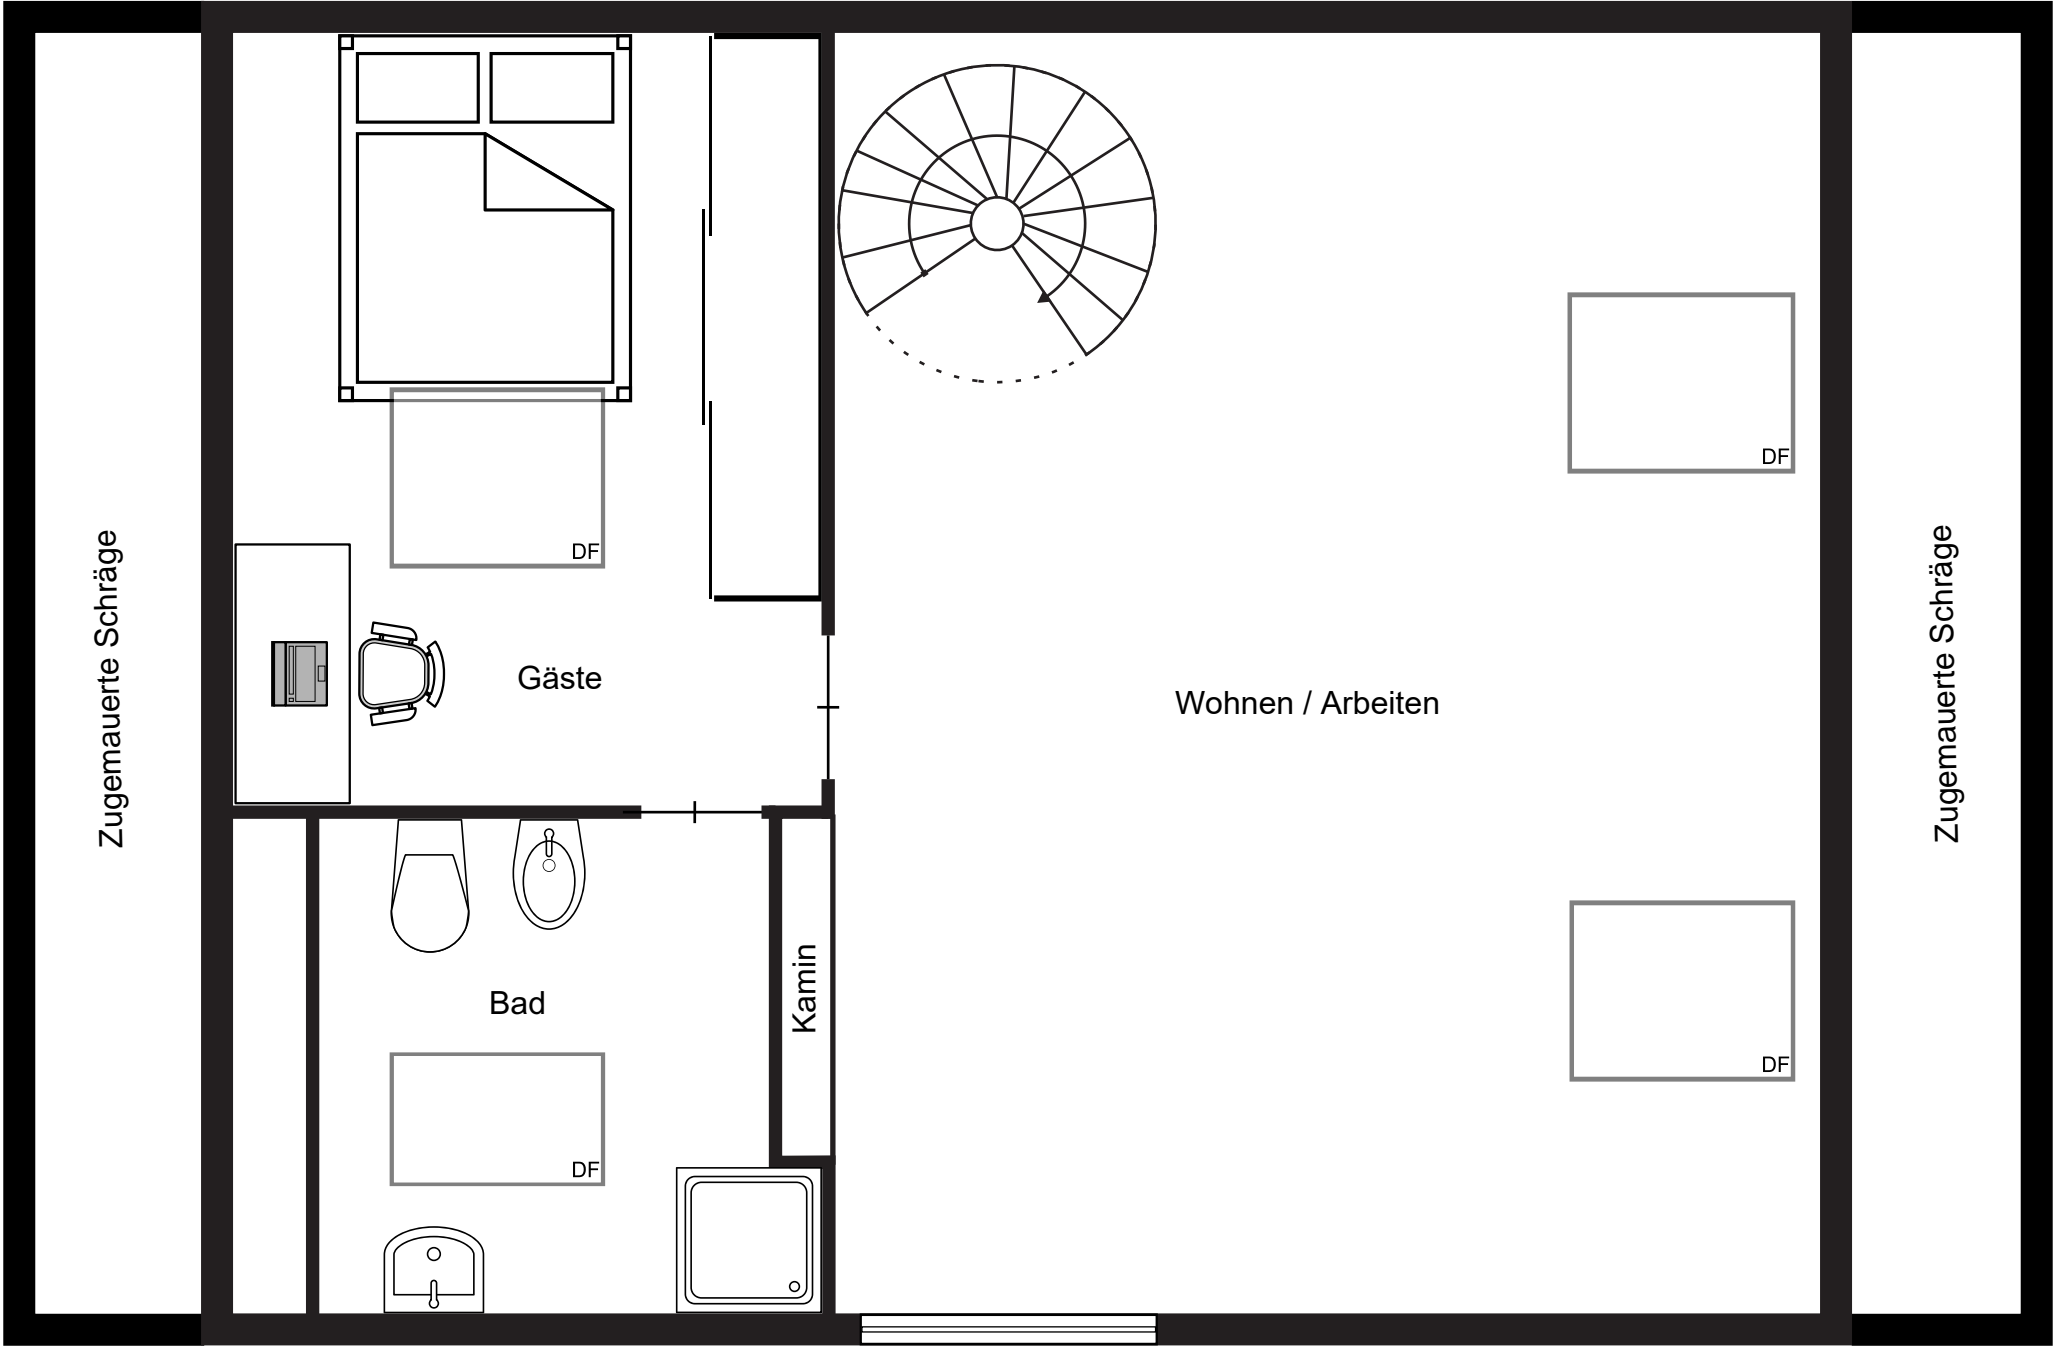 DF
DF
Zugemauerte Schräge
Gäste
Wohnen / Arbeiten
Zugemauerte Schräge
Kamin
Bad
DF
DF